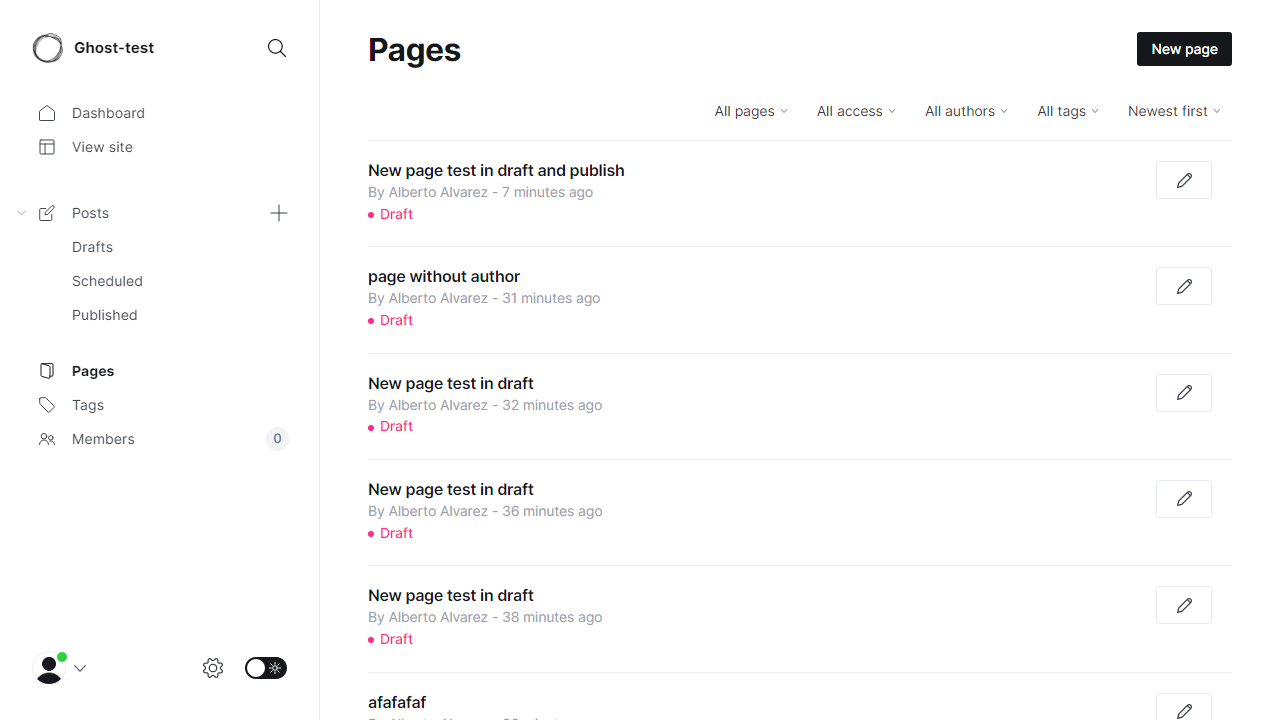 Ghost-test
Dashboard
View site
Posts
Drafts
Scheduled
Published
Pages
Tags
Members 0
Pages
New page
All pages All access All authors All tags Newest first
New page test in draft and publish
By Alberto Alvarez - 7 minutes ago
Draft
page without author
By Alberto Alvarez - 31 minutes ago
Draft
New page test in draft
By Alberto Alvarez - 32 minutes ago
Draft
New page test in draft
By Alberto Alvarez - 36 minutes ago
Draft
New page test in draft
By Alberto Alvarez - 38 minutes ago
Draft
afafafaf